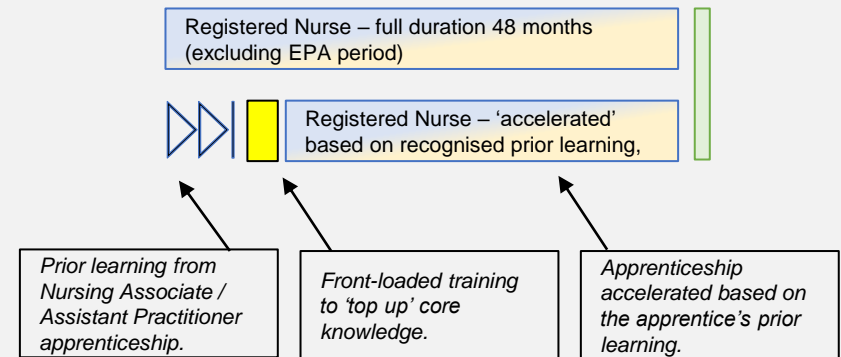 Registered Nurse – full duration 48 months
(excluding EPA period)
Registered Nurse – ‘accelerated’
based on recognised prior learning,
Prior learning from
Nursing Associate /
Assistant Practitioner
apprenticeship.
Front-loaded training
to ‘top up’ core
knowledge.
Apprenticeship
accelerated based on
the apprentice’s prior
learning.